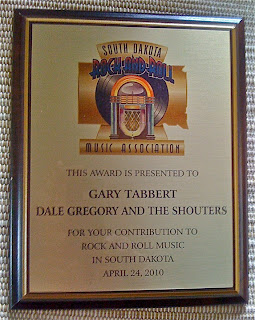 SOUTH DAKOTA
ROCK-AND-ROLL
MUSIC ASSOCIATION
THIS AWARD IS PRESENTED TO
GARY TABBERT
DALE GREGORY AND THE SHOUTERS
FOR YOUR CONTRIBUTION TO
ROCK AND ROLL MUSIC
IN SOUTH DAKOTA
APRIL 24, 2010